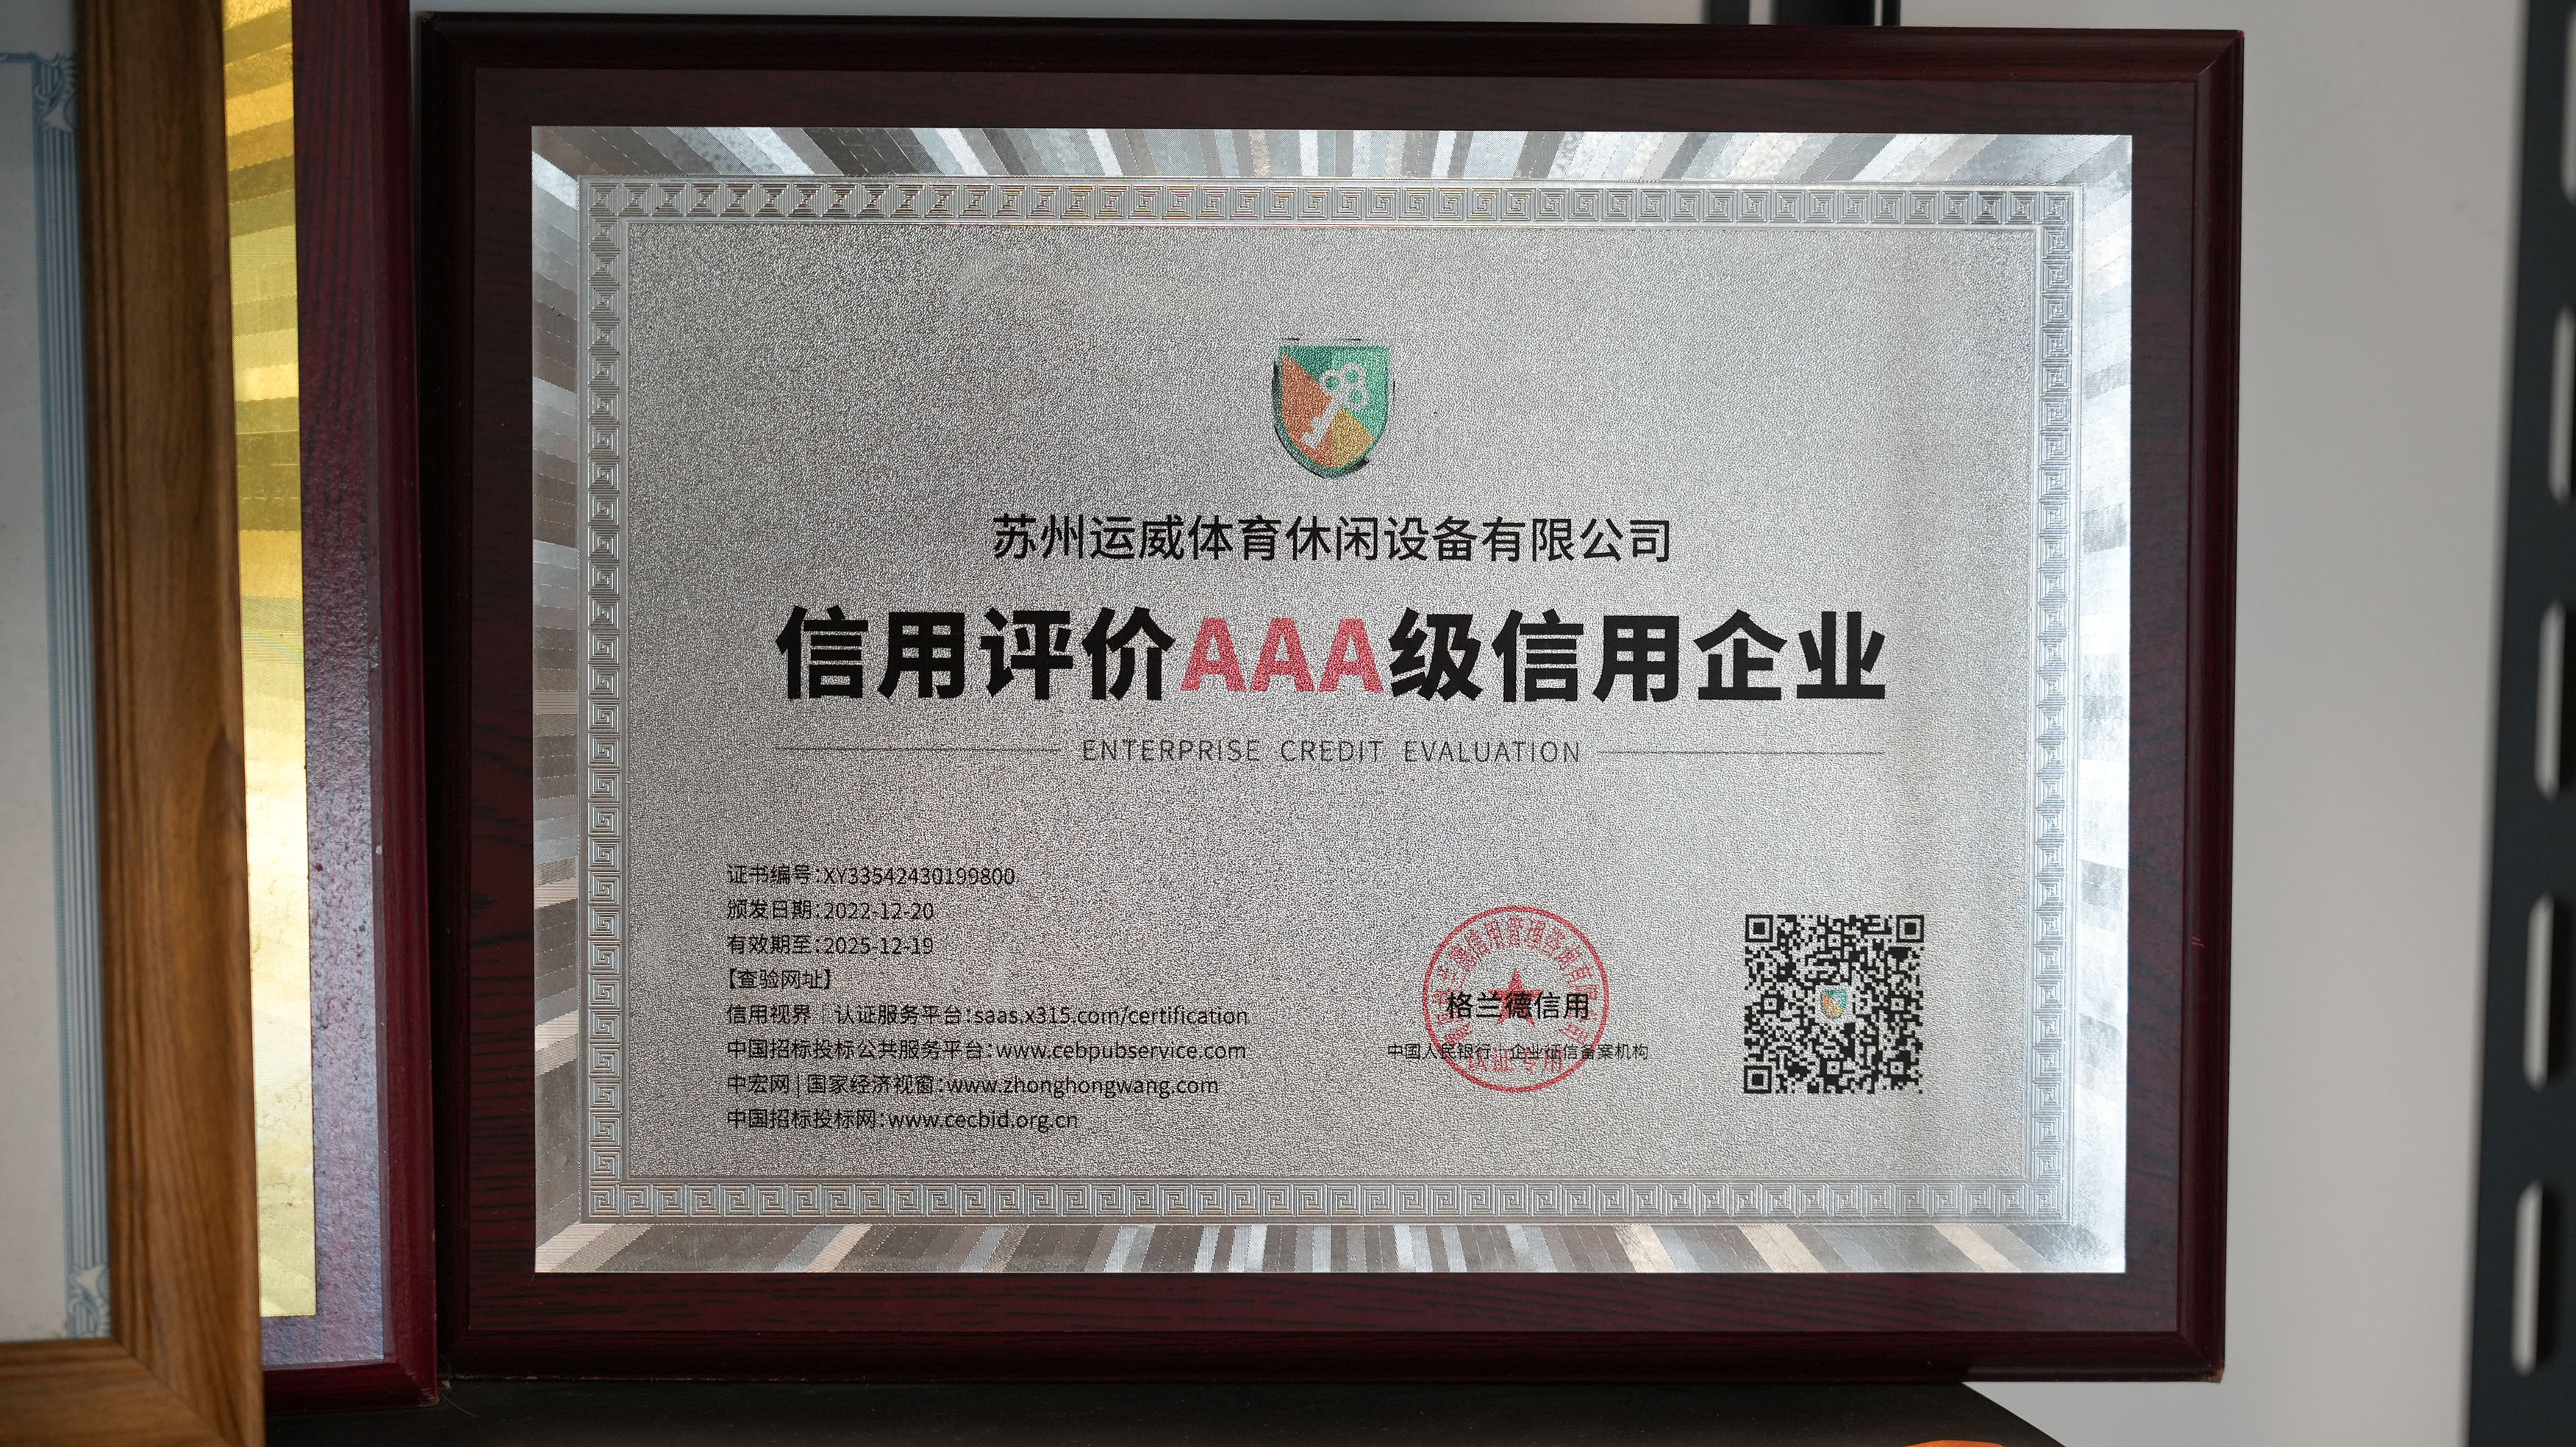 苏州运威体育休闲设备有限公司
信用评价AAA级信用企业
ENTERPRISE CREDIT EVALUATION
证书编号:XY33542430199800
颁发日期:2022-12-20
有效期至:2025-12-19
【查验网址】
信用视界｜认证服务平台:saas.x315.com/certification
中国招标投标公共服务平台:www.cebpubservice.com
中宏网|国家经济视窗:www.zhonghongwang.com
中国招标投标网:www.cecbid.org.cn
格兰德信用
中国人民银行｜企业征信备案机构
认证专用